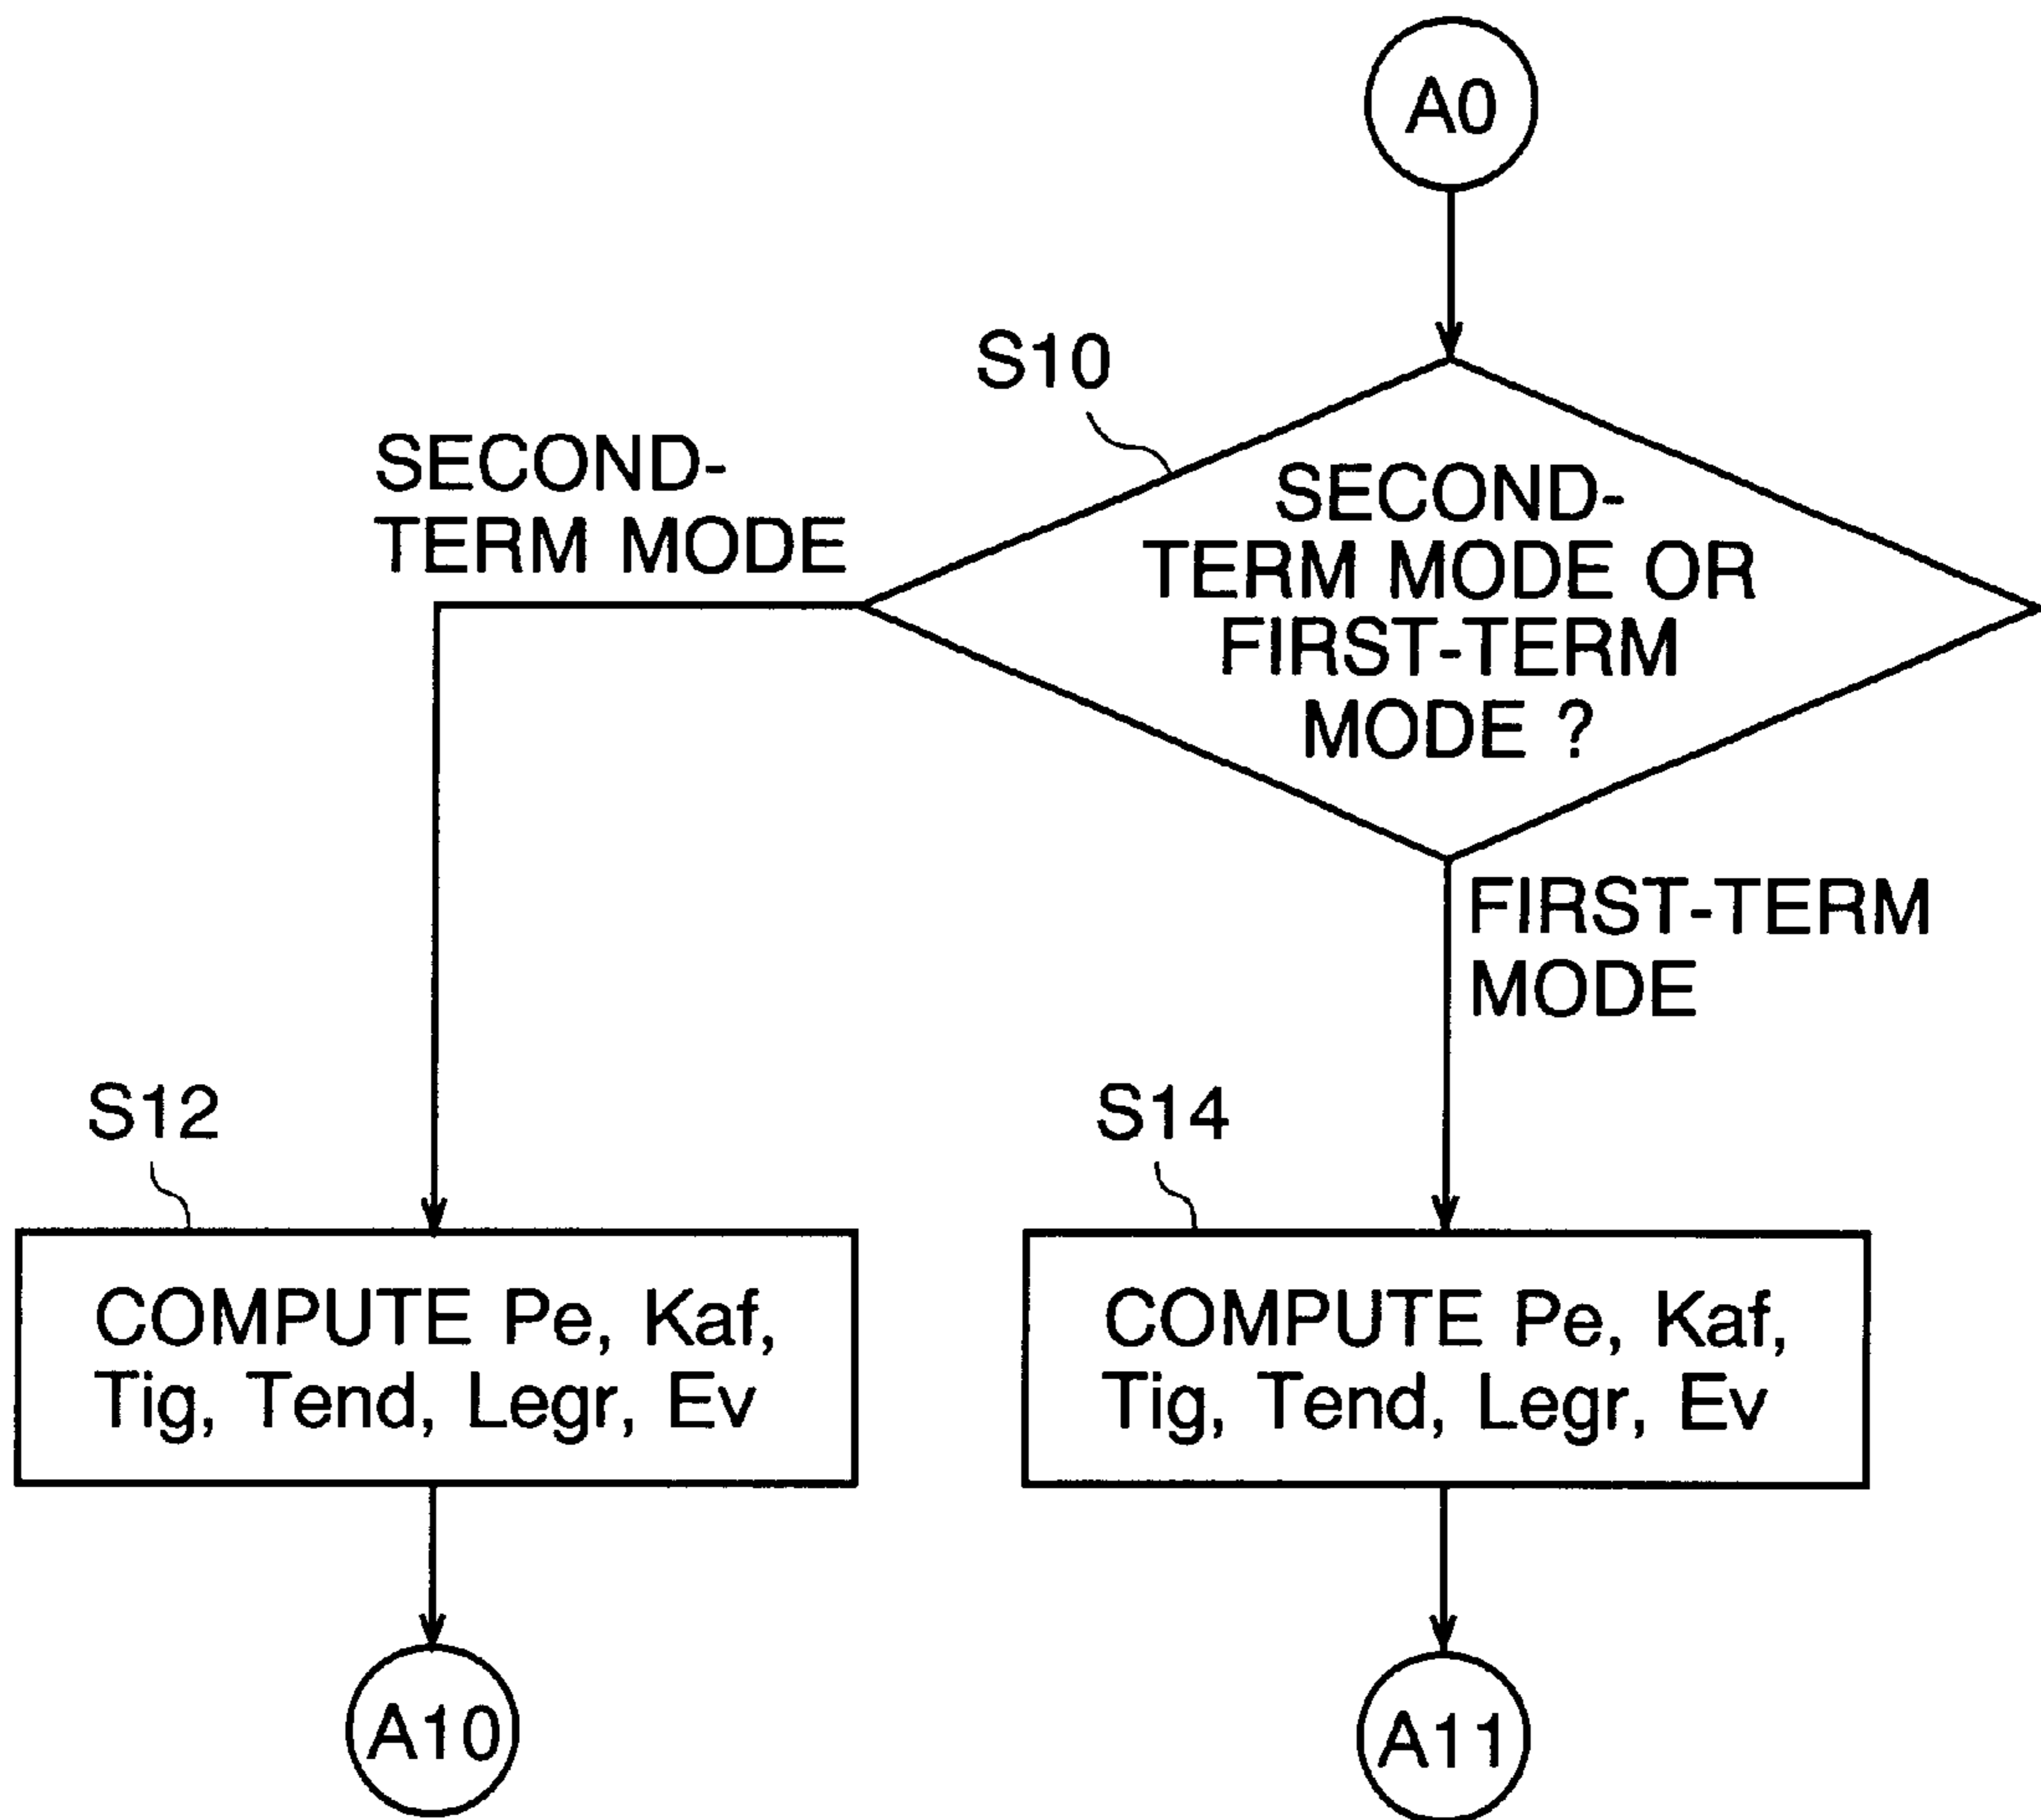 A0
S10
SECOND-
TERM MODE
SECOND-
TERM MODE OR
FIRST-TERM
MODE ?
FIRST-TERM
MODE
S12
COMPUTE Pe, Kaf,
Tig, Tend, Legr, Ev
S14
COMPUTE Pe, Kaf,
Tig, Tend, Legr, Ev
A10
A11